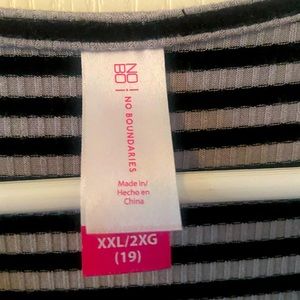 NO
BO
NO BOUNDARIES
Made in/
Hecho en
China
XXL/2XG
(19)